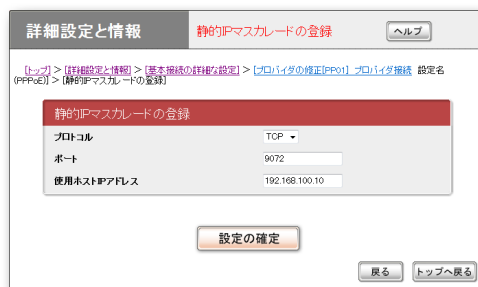 詳細設定と情報 静的IPマスカレードの登録 ヘルプ
[トップ] > [詳細設定と情報] > [基本接続の詳細な設定] > [プロバイダの修正[PP01] プロバイダ接続 設定名
(PPPoE)] > [静的IPマスカレードの登録]
静的IPマスカレードの登録
プロトコル TCP
ポート 9072
使用ホストIPアドレス 192.168.100.10
設定の確定
戻る トップへ戻る